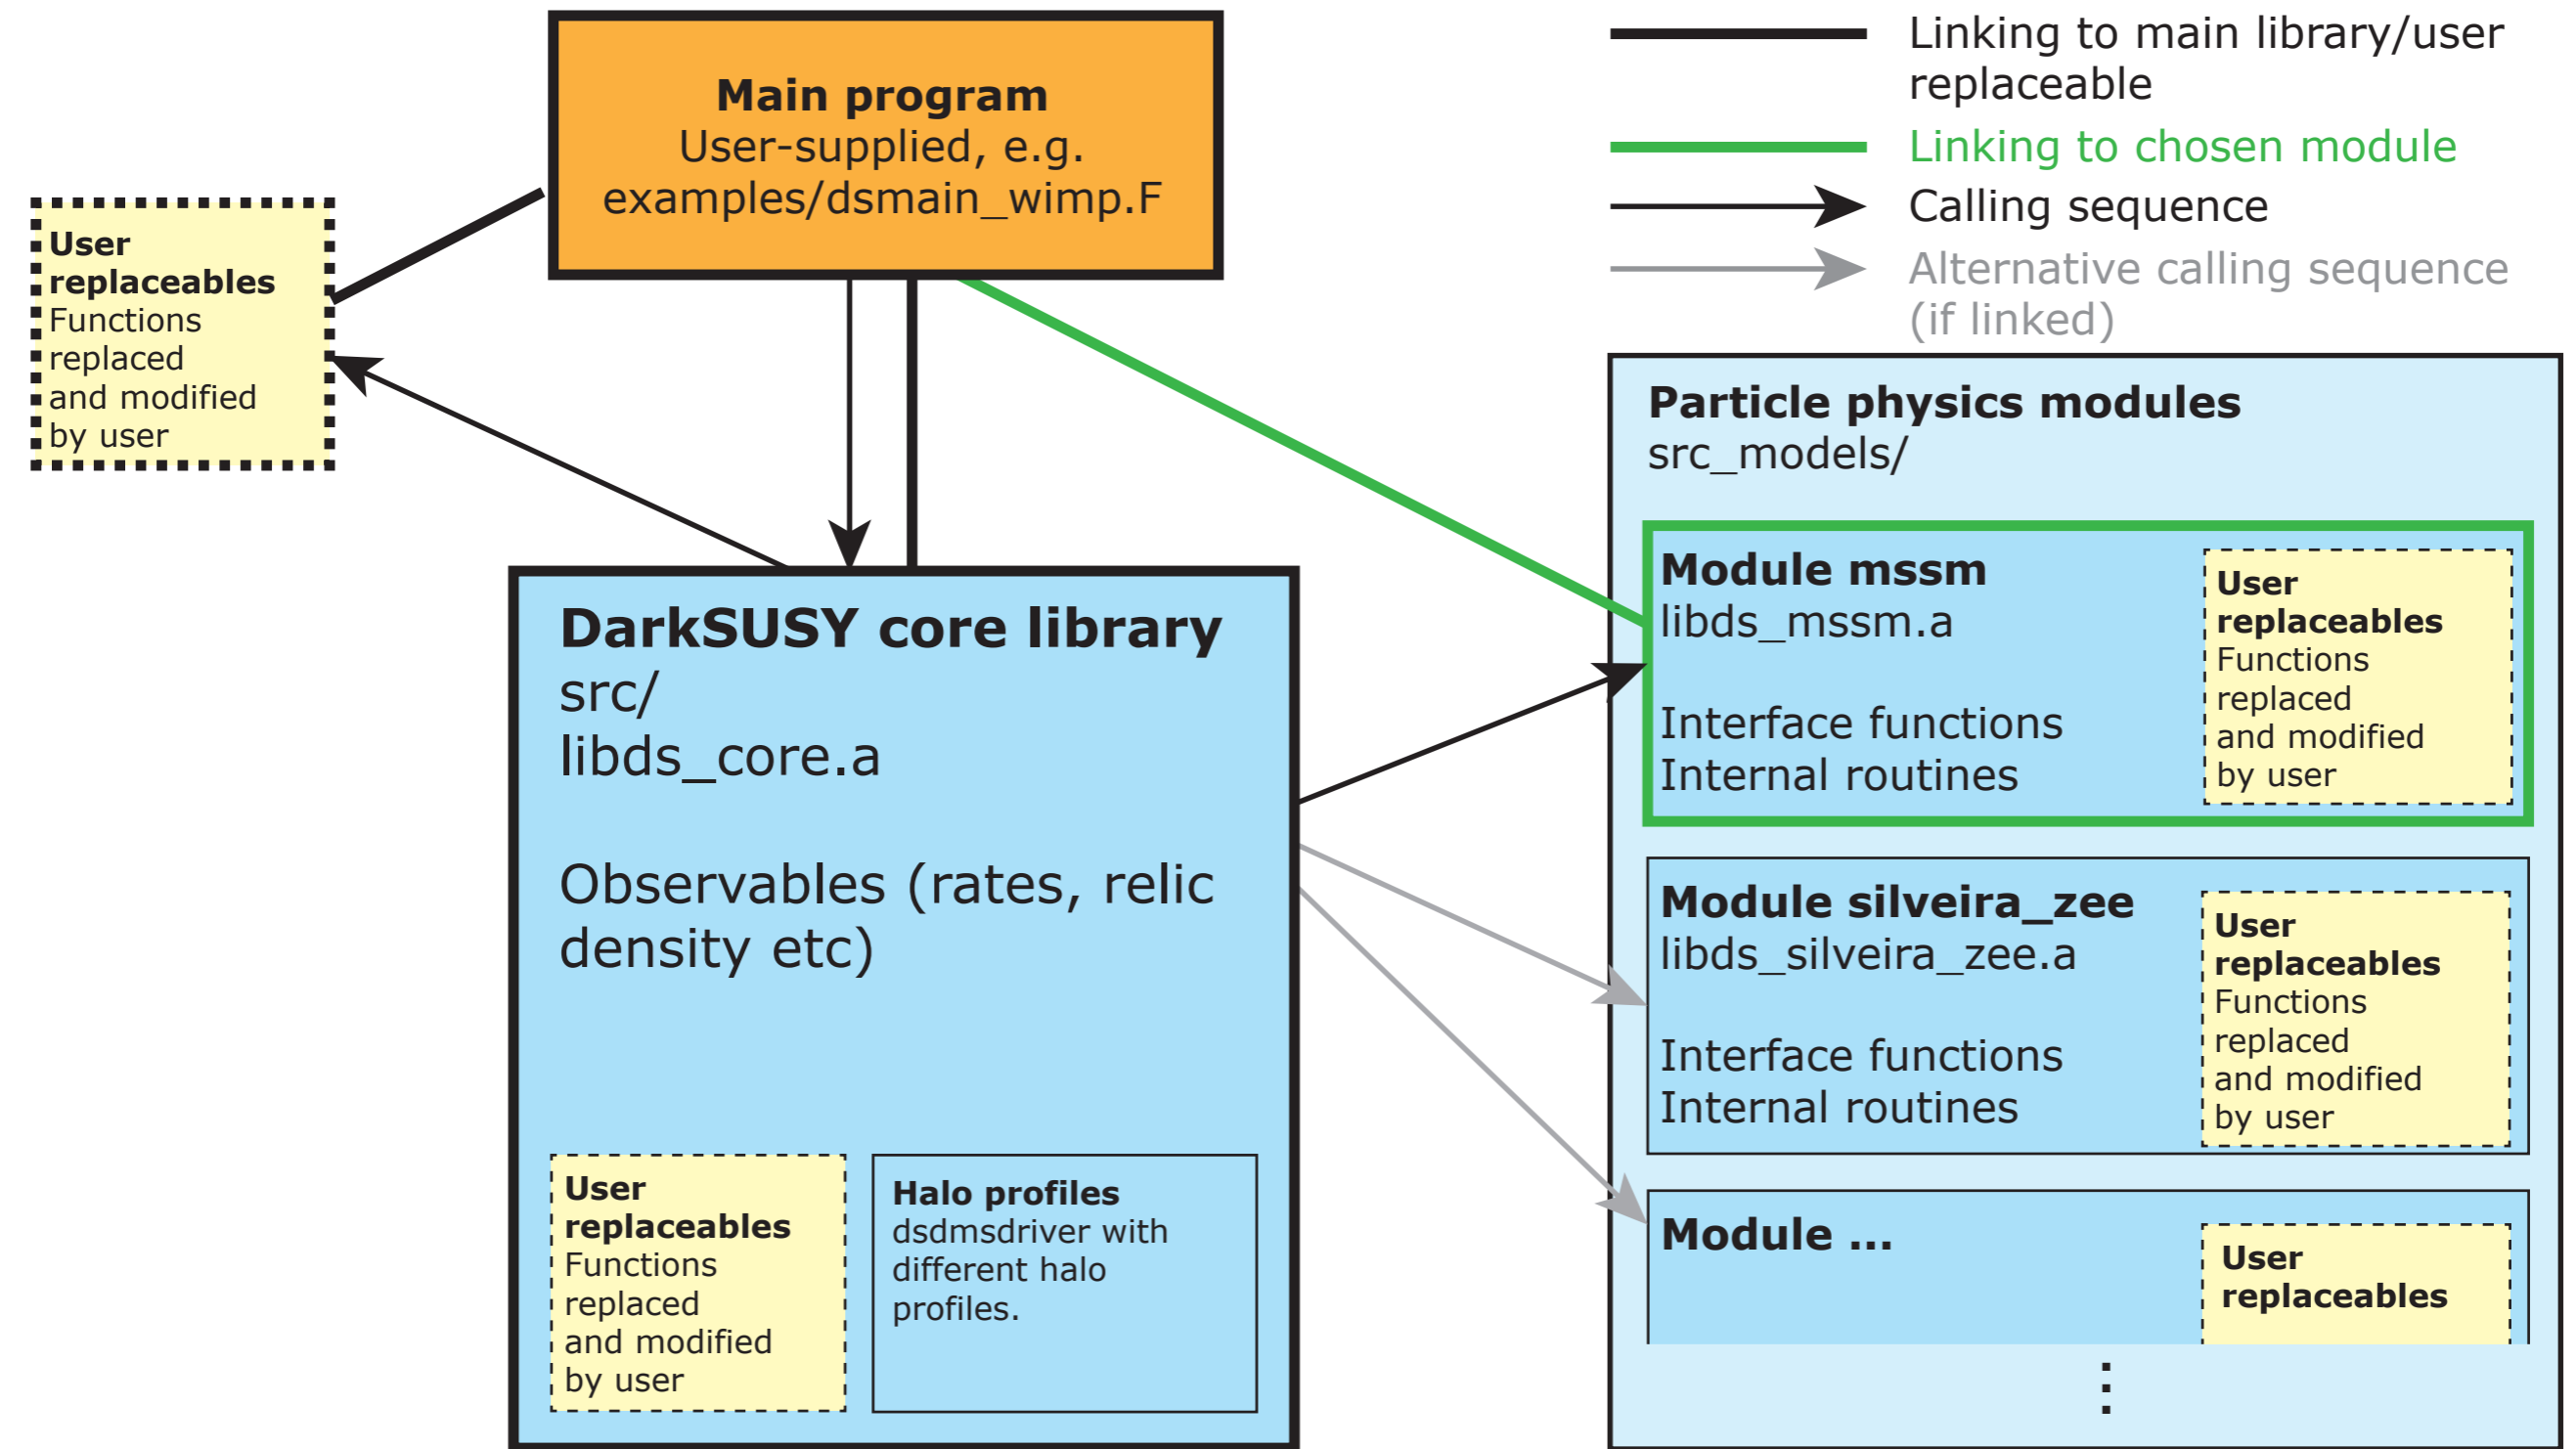 Main program
User-supplied, e.g.
examples/dsmain_wimp.F
Linking to main library/user
replaceable
Linking to chosen module
Calling sequence
Alternative calling sequence
(if linked)
User
replaceables
Functions
replaced
and modified
by user
DarkSUSY core library
src/
libds_core.a
Observables (rates, relic
density etc)
User
replaceables
Functions
replaced
and modified
by user
Halo profiles
dsdmsdriver with
different halo
profiles.
Particle physics modules
src_models/
Module mssm
libds_mssm.a
Interface functions
Internal routines
User
replaceables
Functions
replaced
and modified
by user
Module silveira_zee
libds_silveira_zee.a
Interface functions
Internal routines
User
replaceables
Functions
replaced
and modified
by user
Module ...
User
replaceables